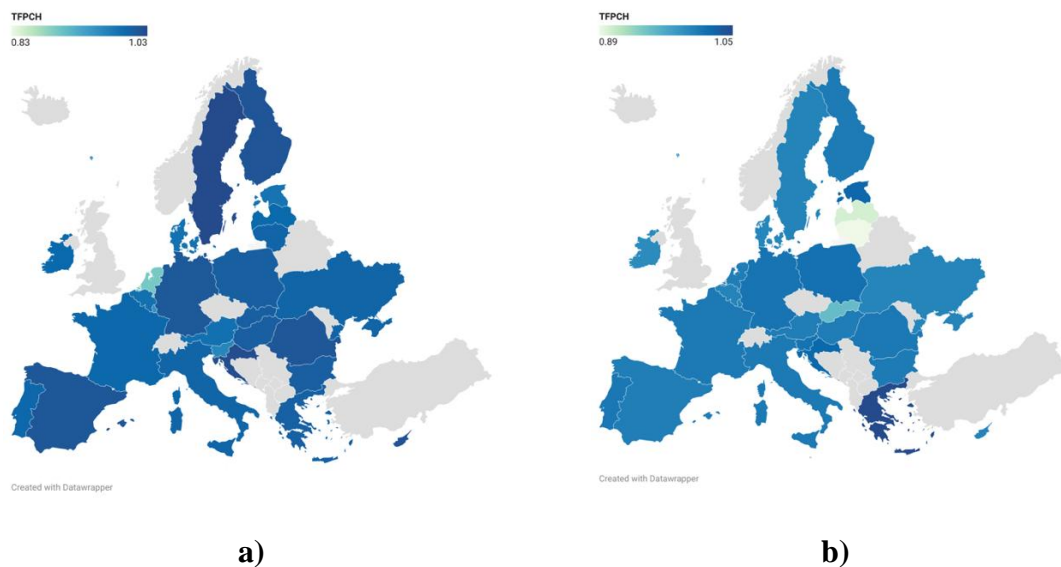 TFPCH
0.83 1.03
Created with Datawrapper
a)
TFPCH
0.89 1.05
Created with Datawrapper
b)